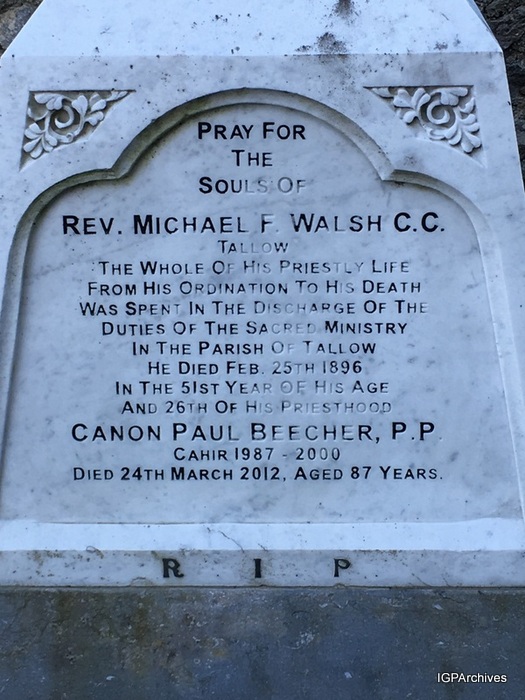 Pray For
The
Souls Of
Rev. Michael F. Walsh C.C.
Tallow
The Whole Of His Priestly Life
From His Ordination To His Death
Was Spent In The Discharge Of The
Duties Of The Sacred Ministry
In The Parish Of Tallow
He Died Feb. 25th 1896
In The 51st Year Of His Age
And 26th Of His Priesthood
Canon Paul Beecher, P.P.
Cahir 1987 - 2000
Died 24th March 2012, Aged 87 Years.
R I P
IGPArchives